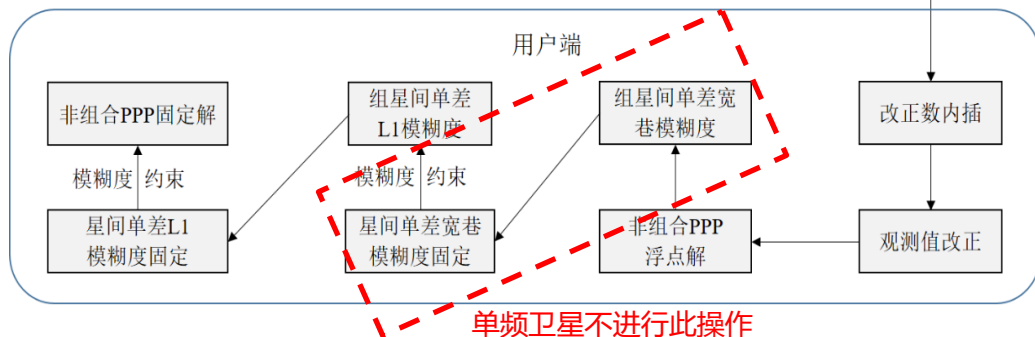 用户端
非组合PPP固定解
组星间单差
L1模糊度
组星间单差宽
巷模糊度
改正数内插
模糊度 约束
模糊度 约束
星间单差L1
模糊度固定
星间单差宽巷
模糊度固定
非组合PPP
浮点解
观测值改正
单频卫星不进行此操作